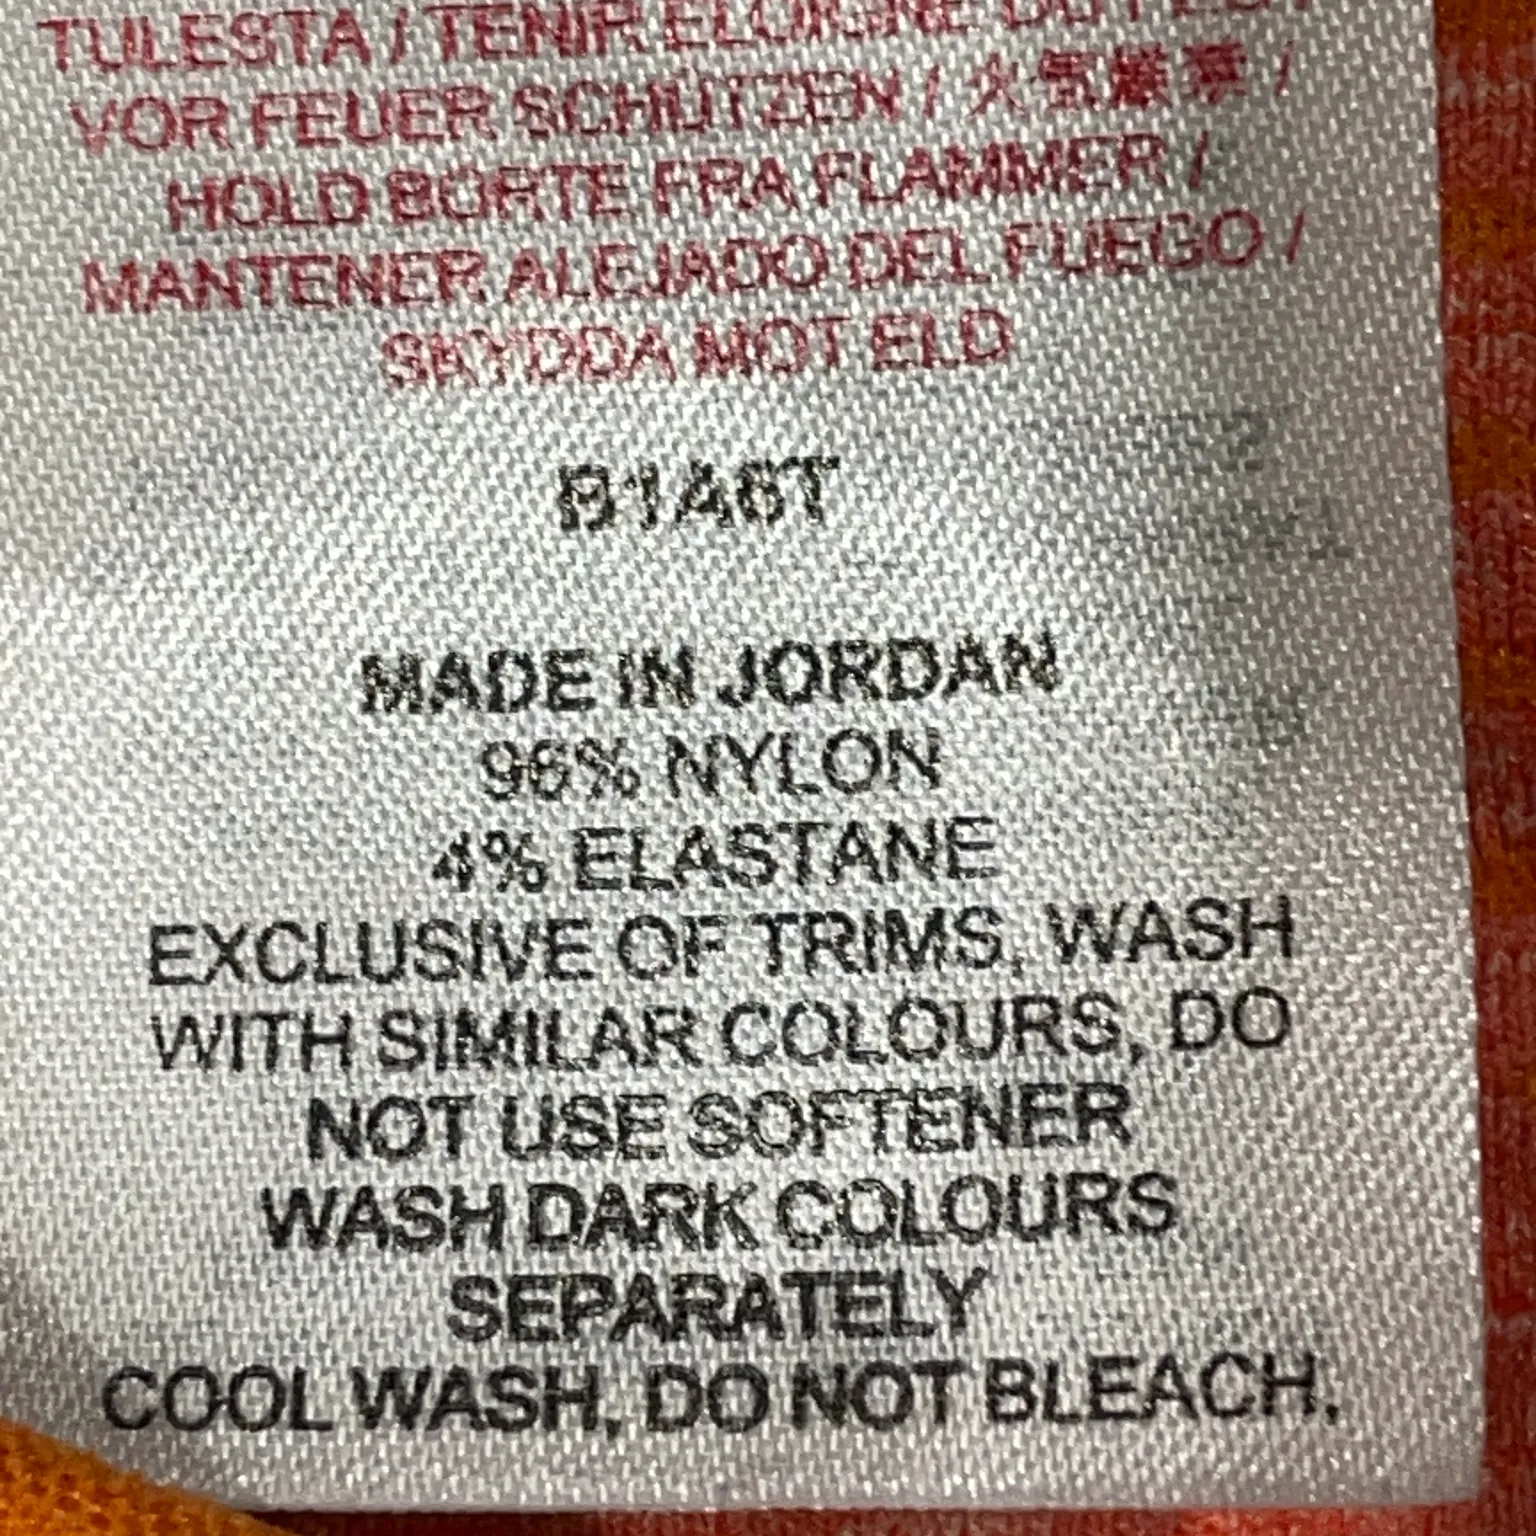 TULESTA / TENIR ÉLOIGNÉ DU FEU /
VOR FEUER SCHÜTZEN / 火気厳禁 /
HOLD BORTE FRA FLAMMER /
MANTENER ALEJADO DEL FUEGO /
SKYDDA MOT ELD
B1A6T
MADE IN JORDAN
96% NYLON
4% ELASTANE
EXCLUSIVE OF TRIMS, WASH
WITH SIMILAR COLOURS, DO
NOT USE SOFTENER
WASH DARK COLOURS
SEPARATELY
COOL WASH, DO NOT BLEACH.